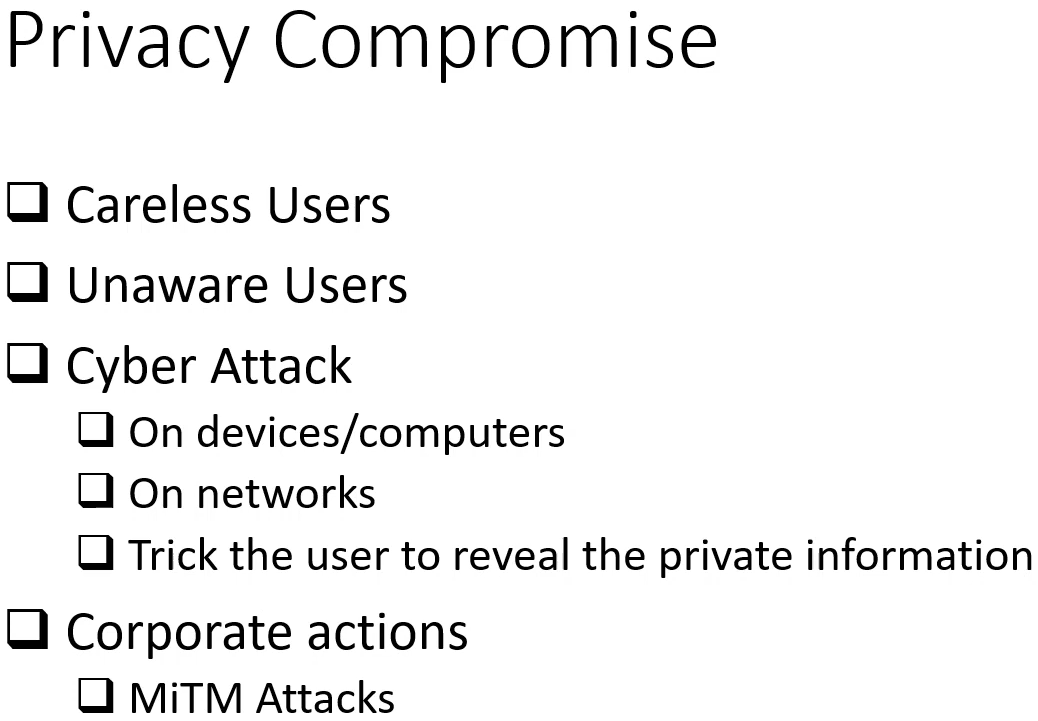 Privacy Compromise
Careless Users
Unaware Users
Cyber Attack
On devices/computers
On networks
Trick the user to reveal the private information
Corporate actions
MiTM Attacks